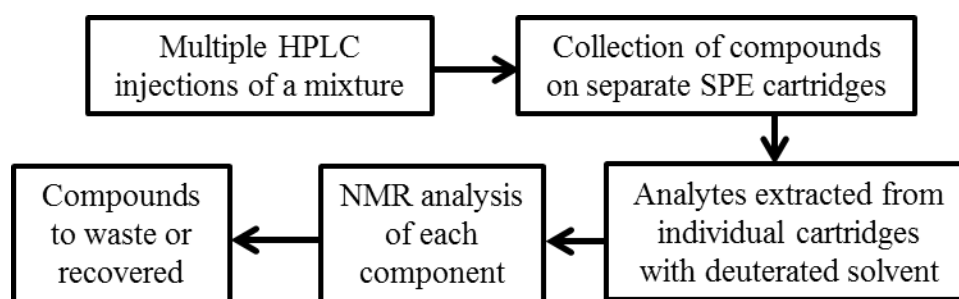 Multiple HPLC
injections of a mixture
Collection of compounds
on separate SPE cartridges
Analytes extracted from
individual cartridges
with deuterated solvent
NMR analysis
of each
component
Compounds
to waste or
recovered